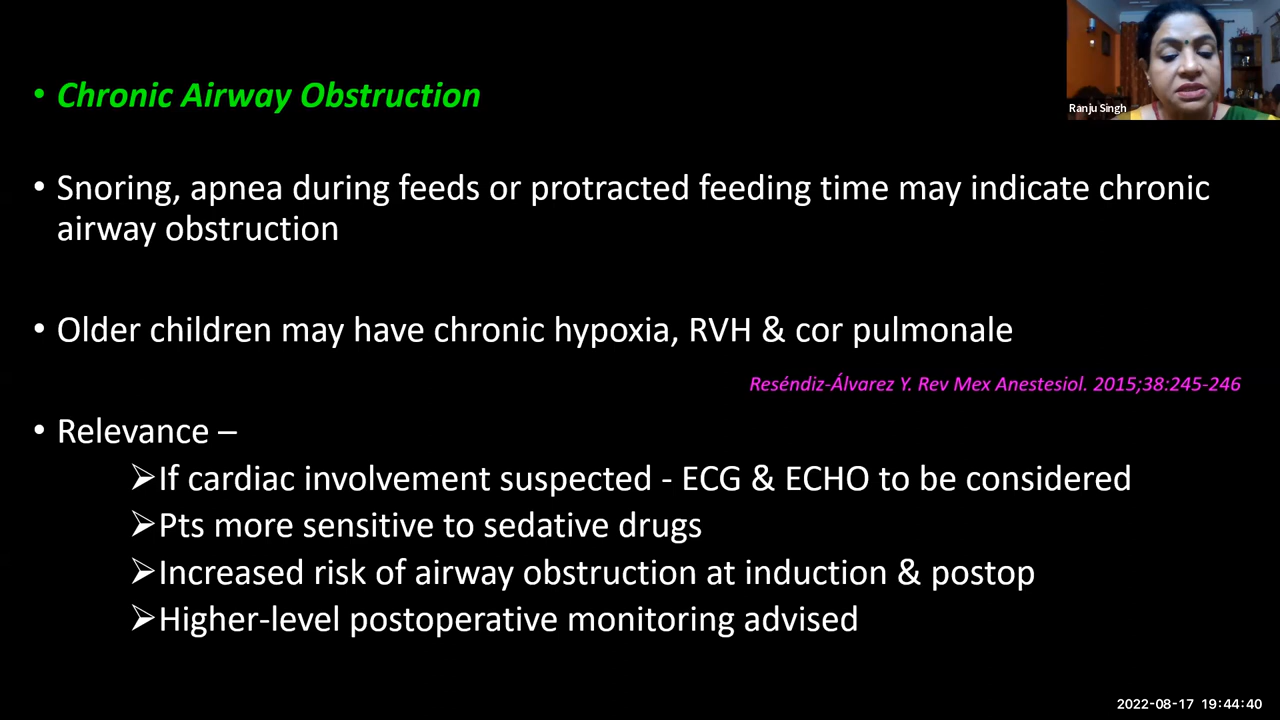 • Chronic Airway Obstruction
Ranju Singh
• Snoring, apnea during feeds or protracted feeding time may indicate chronic
airway obstruction
• Older children may have chronic hypoxia, RVH & cor pulmonale
Reséndiz-Álvarez Y. Rev Mex Anestesiol. 2015;38:245-246
• Relevance –
➢If cardiac involvement suspected - ECG & ECHO to be considered
➢Pts more sensitive to sedative drugs
➢Increased risk of airway obstruction at induction & postop
➢Higher-level postoperative monitoring advised
2022-08-17 19:44:40